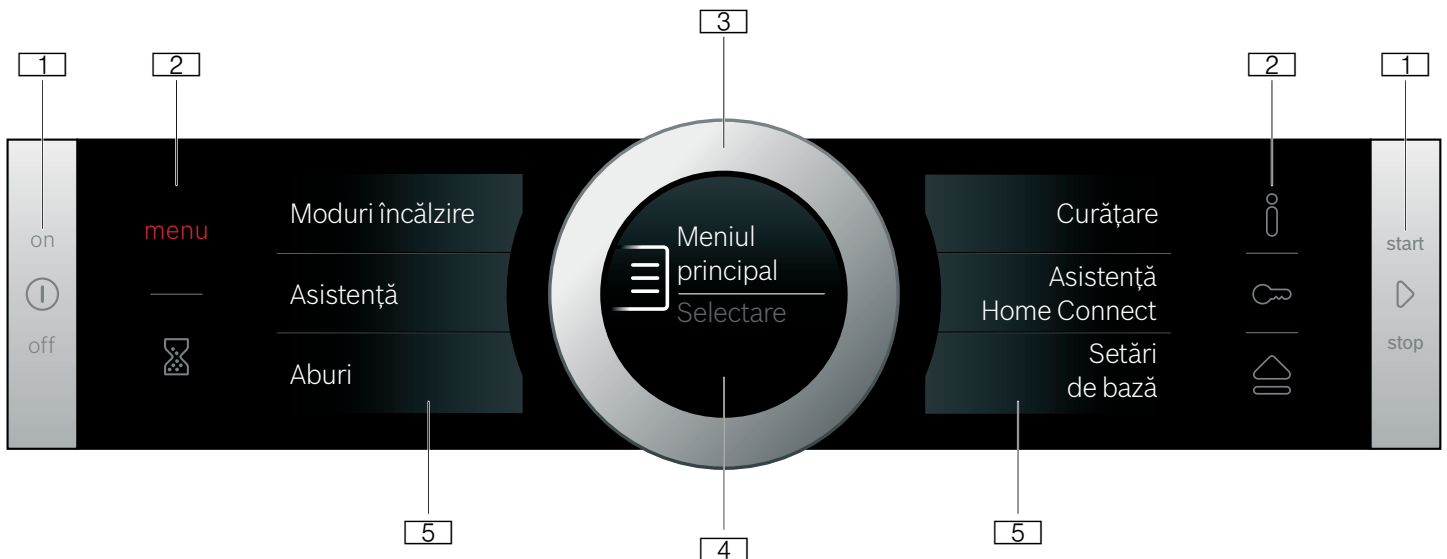 3
1
2
2
1
on
off
menu
Moduri încălzire
Asistență
Aburi
Meniul
principal
Selectare
Curățare
Asistență
Home Connect
Setări
de bază
start
stop
5
4
5